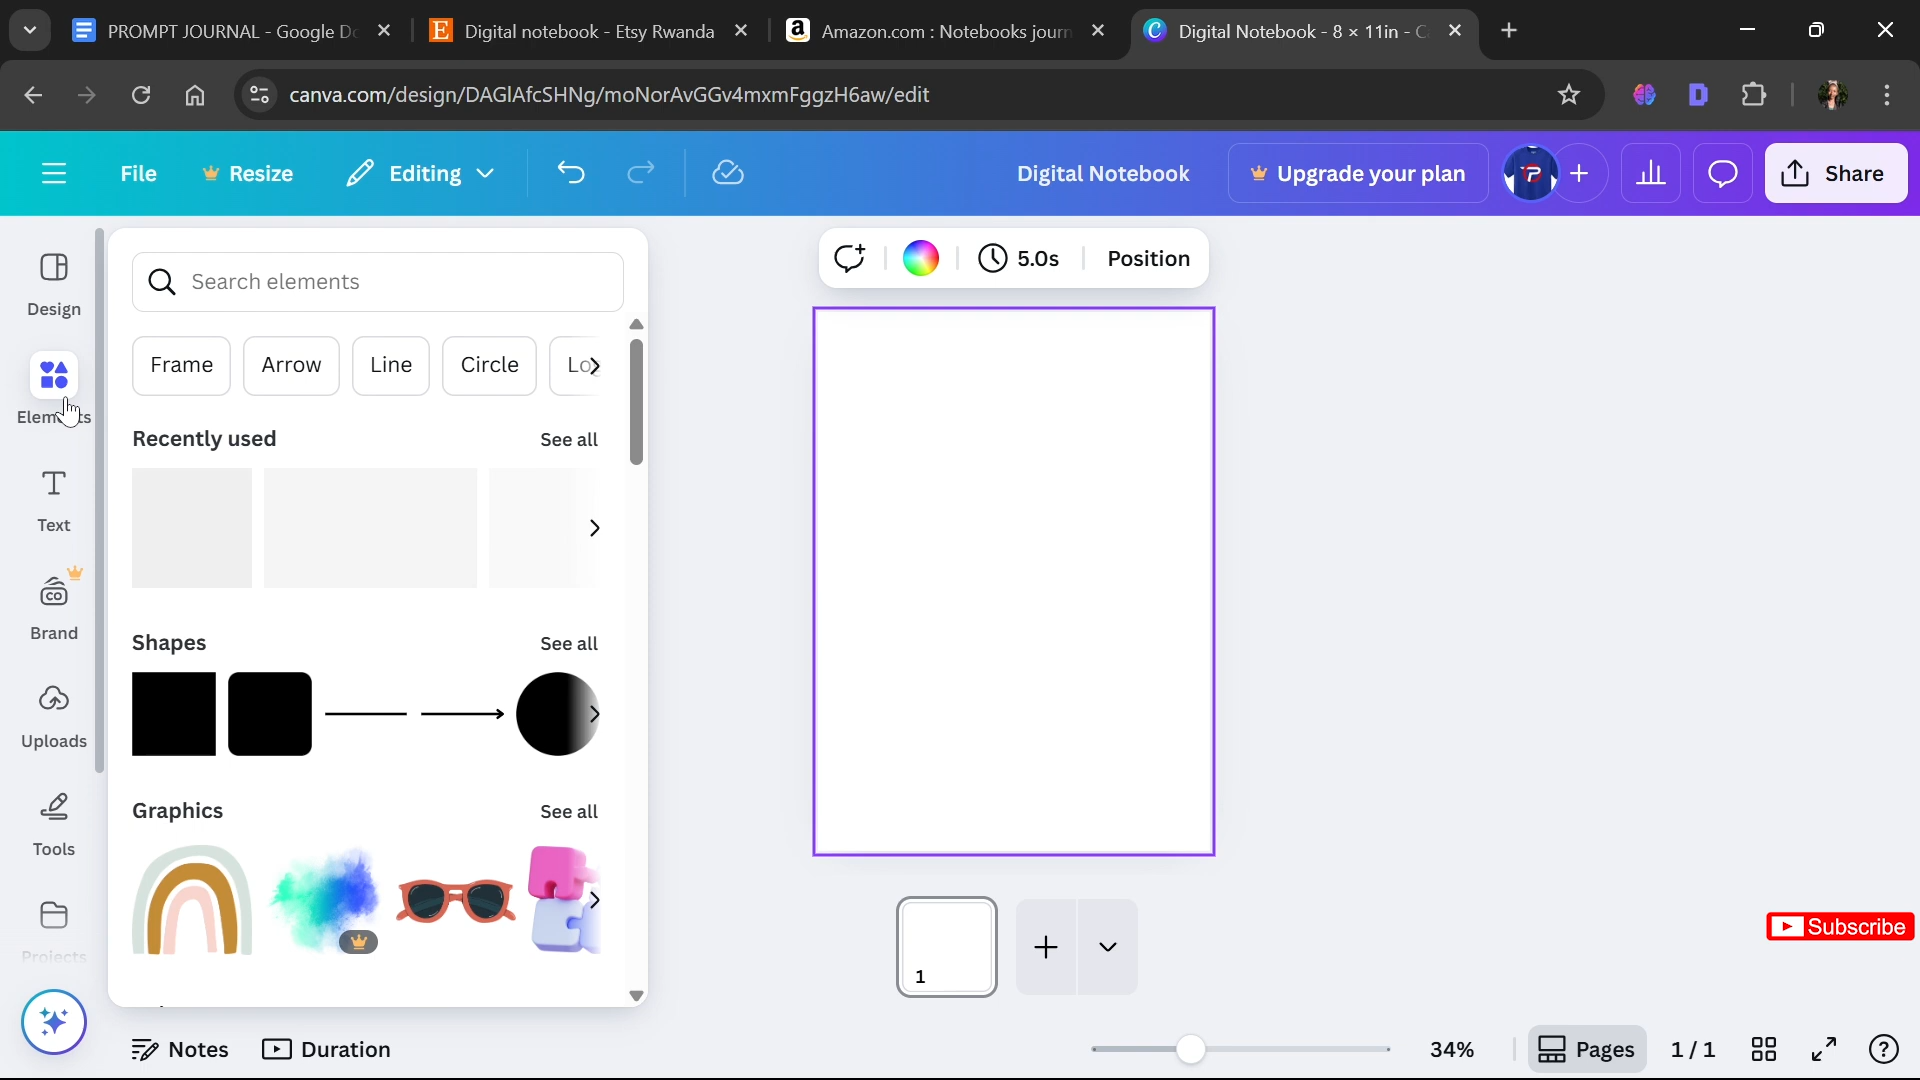 PROMPT JOURNAL - Google Do
Digital notebook - Etsy Rwanda
Amazon.com : Notebooks journ
Digital Notebook - 8 × 11in - C
canva.com/design/DAGlAfcSHNg/moNorAvGGv4mxmFggzH6aw/edit
File
Resize
Editing
Digital Notebook
Upgrade your plan
Share
Design
Elements
Text
Brand
Uploads
Tools
Projects
Search elements
Frame
Arrow
Line
Circle
Lo
Recently used
See all
Shapes
See all
Graphics
See all
5.0s
Position
1
Subscribe
Notes
Duration
34%
Pages
1 / 1